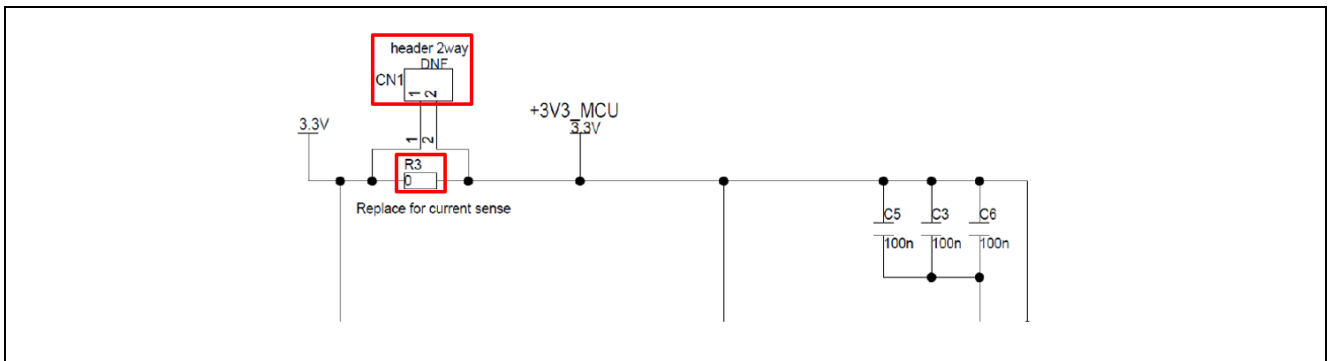 header 2way
DNF
CN1
1 2
3.3V
+3V3_MCU
3.3V
1 2
R3
0
Replace for current sense
C5 C3 C6
100n 100n 100n